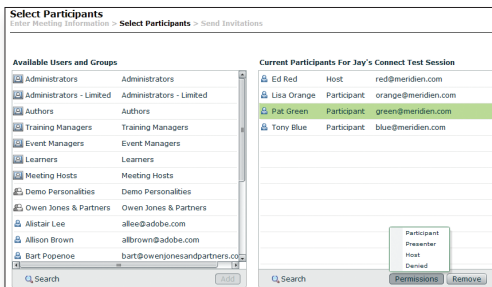 Select Participants
Enter Meeting Information > Select Participants > Send Invitations
Available Users and Groups
Administrators Administrators
Administrators - Limited Administrators - Limited
Authors Authors
Training Managers Training Managers
Event Managers Event Managers
Learners Learners
Meeting Hosts Meeting Hosts
Demo Personalities Demo Personalities
Owen Jones & Partners Owen Jones & Partners
Alistair Lee allee@adobe.com
Allison Brown allbrown@adobe.com
Bart Popenoe bart@owenjonesandpartners.co
Search Add
Current Participants For Jay's Connect Test Session
Ed Red Host red@meridien.com
Lisa Orange Participant orange@meridien.com
Pat Green Participant green@meridien.com
Tony Blue Participant blue@meridien.com
Participant
Presenter
Host
Denied
Search Permissions Remove